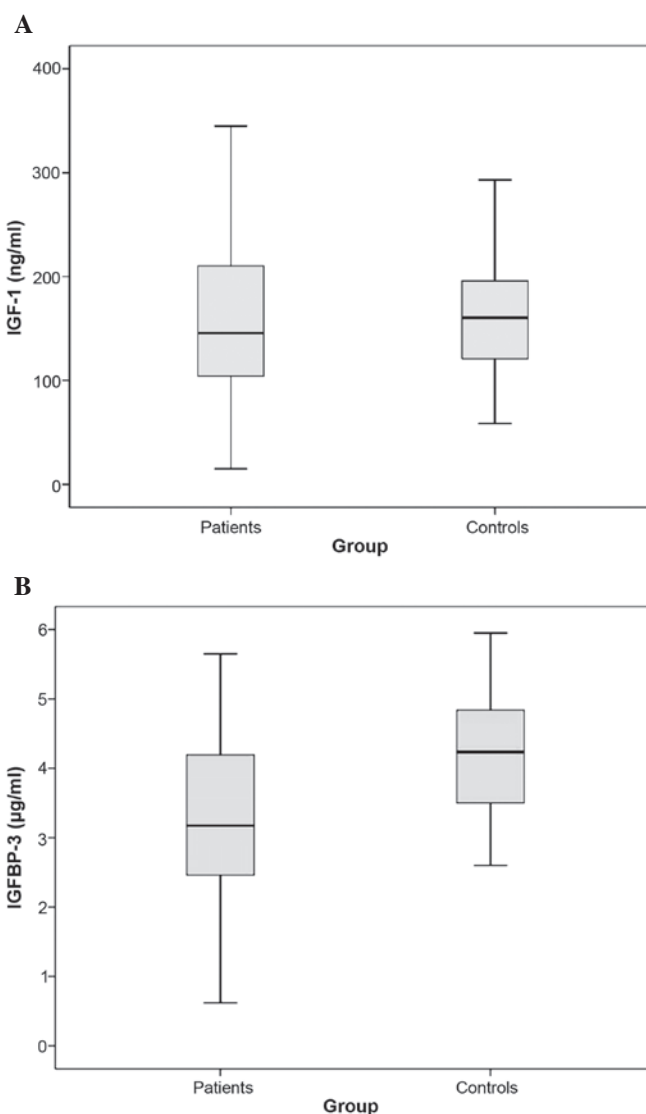 A
400
300
200
100
0
IGF-1 (ng/ml)
Patients
Controls
Group
B
6
5
4
3
2
1
0
IGFBP-3 (μg/ml)
Patients
Controls
Group